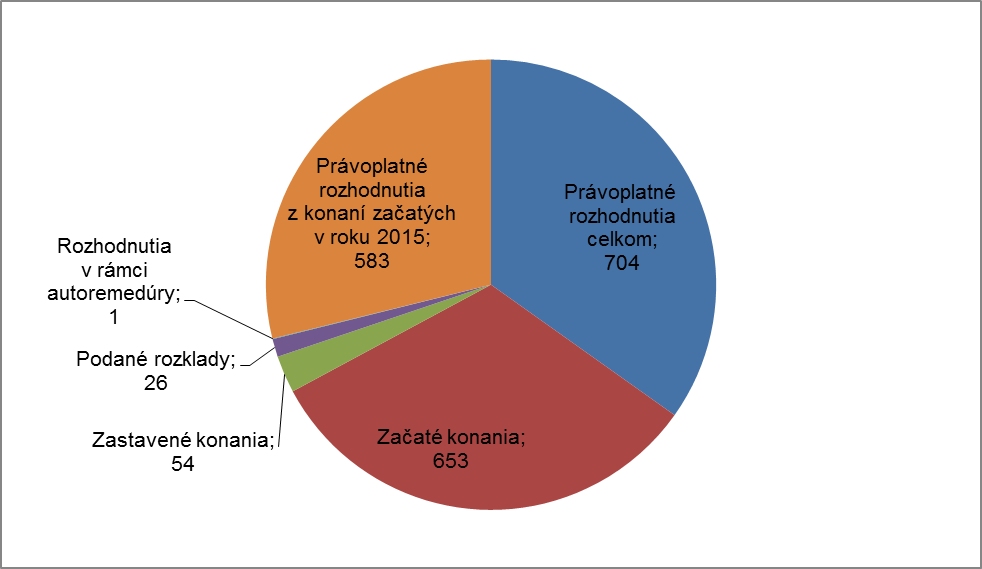 Právoplatné
rozhodnutia
z konaní začatých
v roku 2015;
583
Právoplatné
rozhodnutia
celkom;
704
Rozhodnutia
v rámci
autoremedúry;
1
Podané rozklady;
26
Zastavené konania;
54
Začaté konania;
653